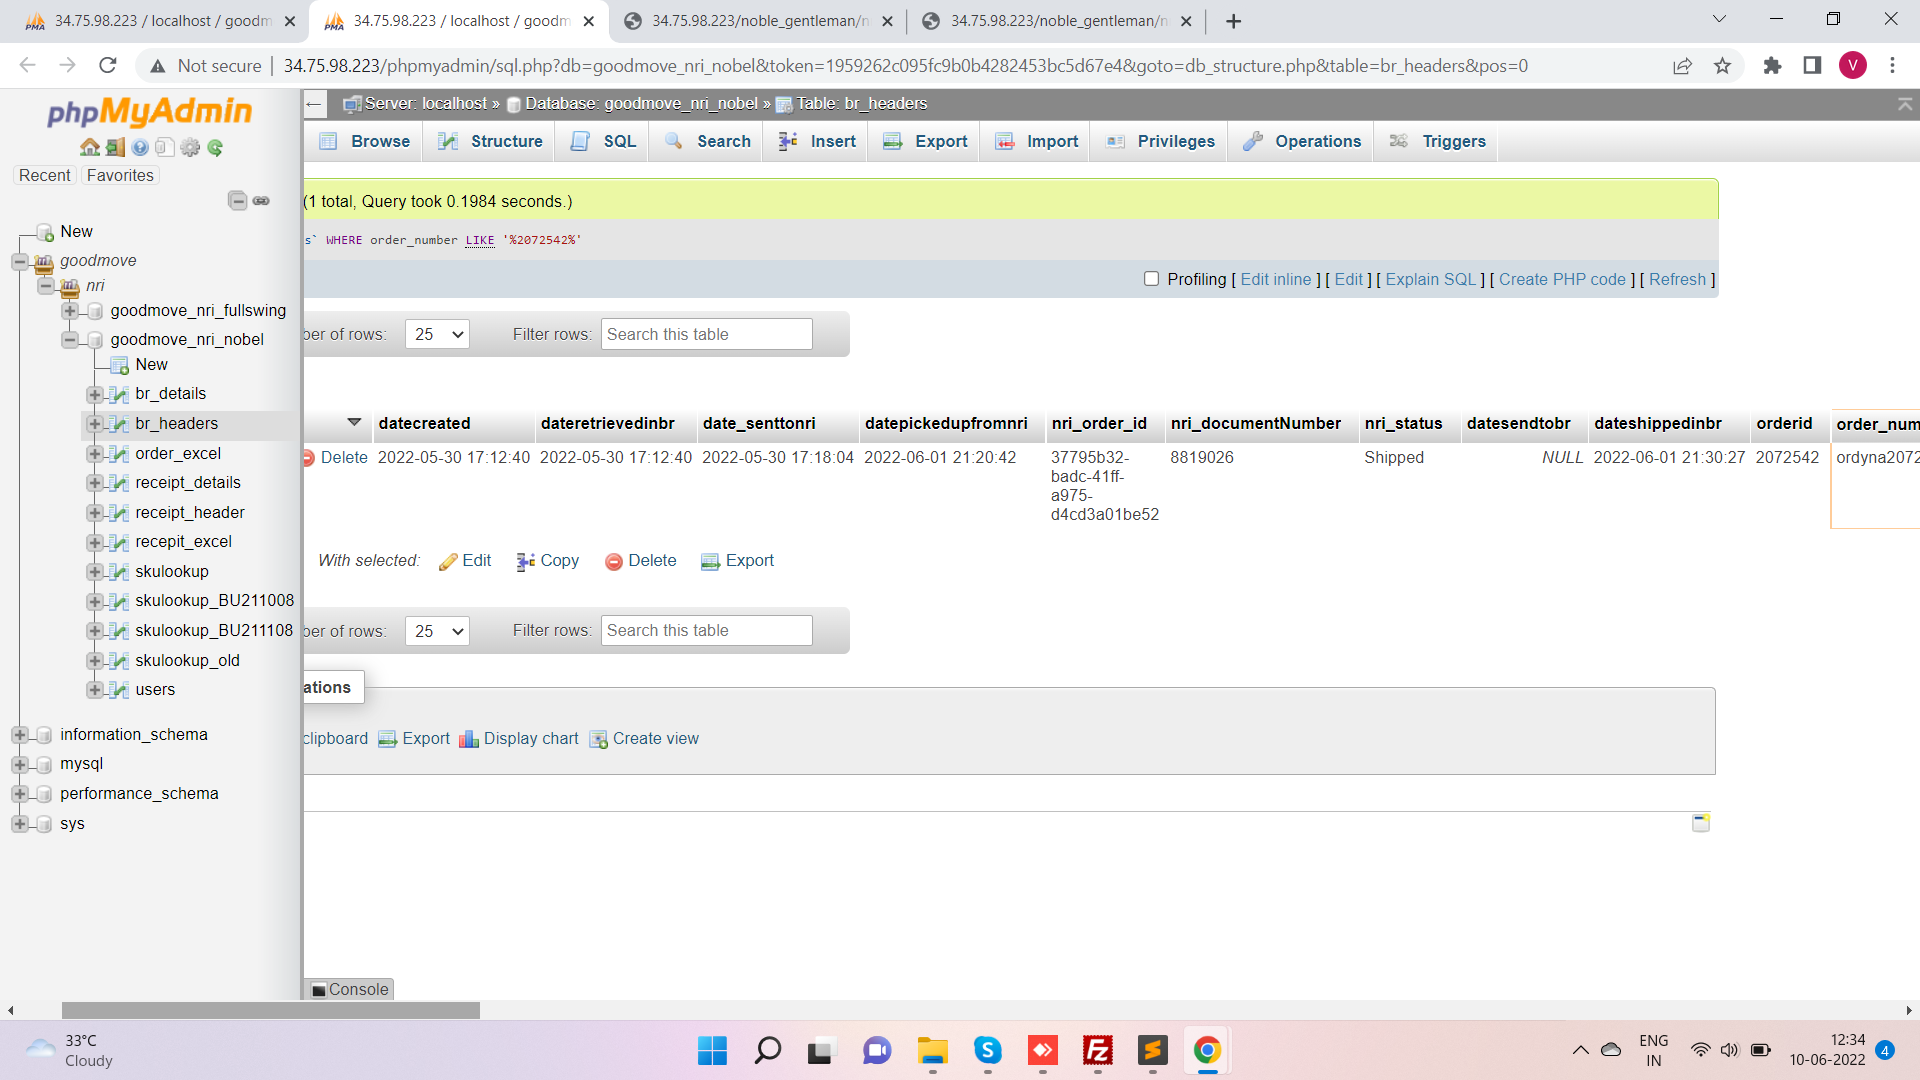 34.75.98.223 / localhost / goodm
34.75.98.223 / localhost / goodm
34.75.98.223/noble_gentleman/n
34.75.98.223/noble_gentleman/n
Not secure
34.75.98.223/phpmyadmin/sql.php?db=goodmove_nri_nobel&token=1959262c095fc9b0b4282453bc5d67e4&goto=db_structure.php&table=br_headers&pos=0
V
phpMyAdmin
Recent Favorites
New
goodmove
nri
goodmove_nri_fullswing
goodmove_nri_nobel
New
br_details
br_headers
order_excel
receipt_details
receipt_header
recepit_excel
skulookup
skulookup_BU211008
skulookup_BU211108
skulookup_old
users
information_schema
mysql
performance_schema
sys
Server: localhost » Database: goodmove_nri_nobel » Table: br_headers
Browse Structure SQL Search Insert Export Import Privileges Operations Triggers
(1 total, Query took 0.1984 seconds.)
s` WHERE order_number LIKE '%2072542%'
Profiling [ Edit inline ] [ Edit ] [ Explain SQL ] [ Create PHP code ] [ Refresh ]
ber of rows: 25 Filter rows: Search this table
datecreated dateretrievedinbr date_senttonri datepickedupfromnri nri_order_id nri_documentNumber nri_status datesendtobr dateshippedinbr orderid order_num
Delete 2022-05-30 17:12:40 2022-05-30 17:12:40 2022-05-30 17:18:04 2022-06-01 21:20:42 37795b32- 8819026 Shipped NULL 2022-06-01 21:30:27 2072542 ordyna2072
badc-41ff-
a975-
d4cd3a01be52
With selected: Edit Copy Delete Export
ber of rows: 25 Filter rows: Search this table
ations
clipboard Export Display chart Create view
Console
33°C
Cloudy
ENG
IN
12:34
10-06-2022
4